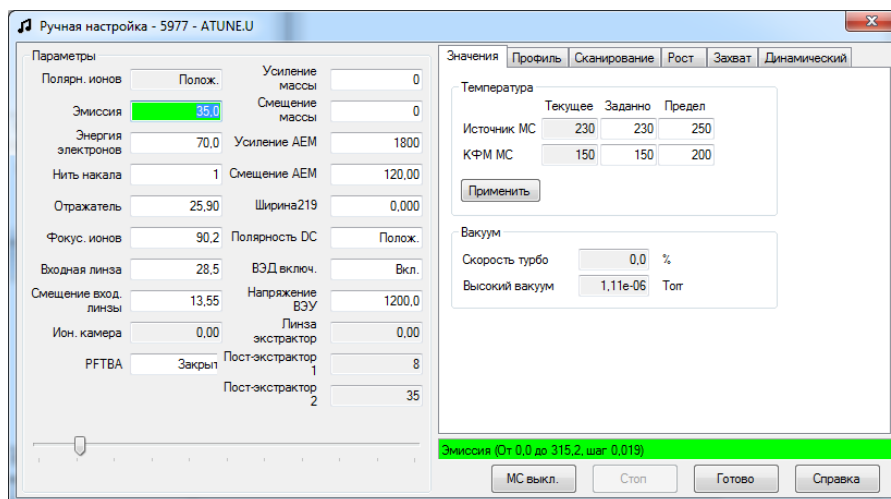 Ручная настройка - 5977 - ATUNE.U
Параметры
Полярн. ионов Полож.
Эмиссия 35,0
Энергия
электронов 70,0
Нить накала 1
Отражатель 25,90
Фокус. ионов 90,2
Входная линза 28,5
Смещение вход.
линзы 13,55
Ион. камера 0,00
PFTBA Закрыт
Усиление
массы 0
Смещение
массы 0
Усиление AEM 1800
Смещение AEM 120,00
Ширина219 0,000
Полярность DC Полож.
ВЭД включ. Вкл.
Напряжение
ВЭУ 1200,0
Линза
экстрактор 0,00
Пост-экстрактор
1 8
Пост-экстрактор
2 35
Значения Профиль Сканирование Рост Захват Динамический
Температура
Текущее Заданно Предел
Источник МС 230 230 250
КФМ МС 150 150 200
Применить
Вакуум
Скорость турбо 0,0 %
Высокий вакуум 1,11e-06 Torr
Эмиссия (От 0,0 до 315,2, шаг 0,019)
МС выкл. Стоп Готово Справка